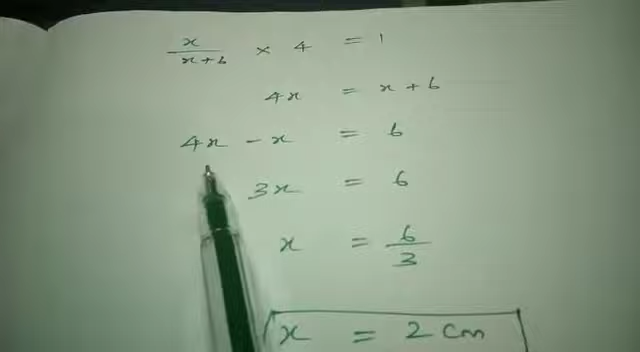 x/x+6 × 4 = 1
4x = x + 6
4x - x = 6
3x = 6
x = 6/3
x = 2 cm